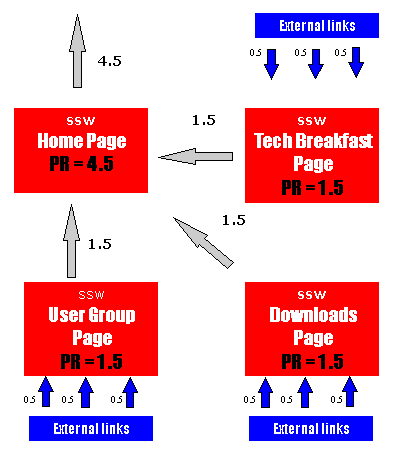 External links
0.5
0.5
0.5
4.5
SSW
Home Page
PR = 4.5
1.5
SSW
Tech Breakfast
Page
PR = 1.5
1.5
1.5
SSW
User Group
Page
PR = 1.5
SSW
Downloads
Page
PR = 1.5
0.5
0.5
0.5
0.5
0.5
0.5
External links
External links